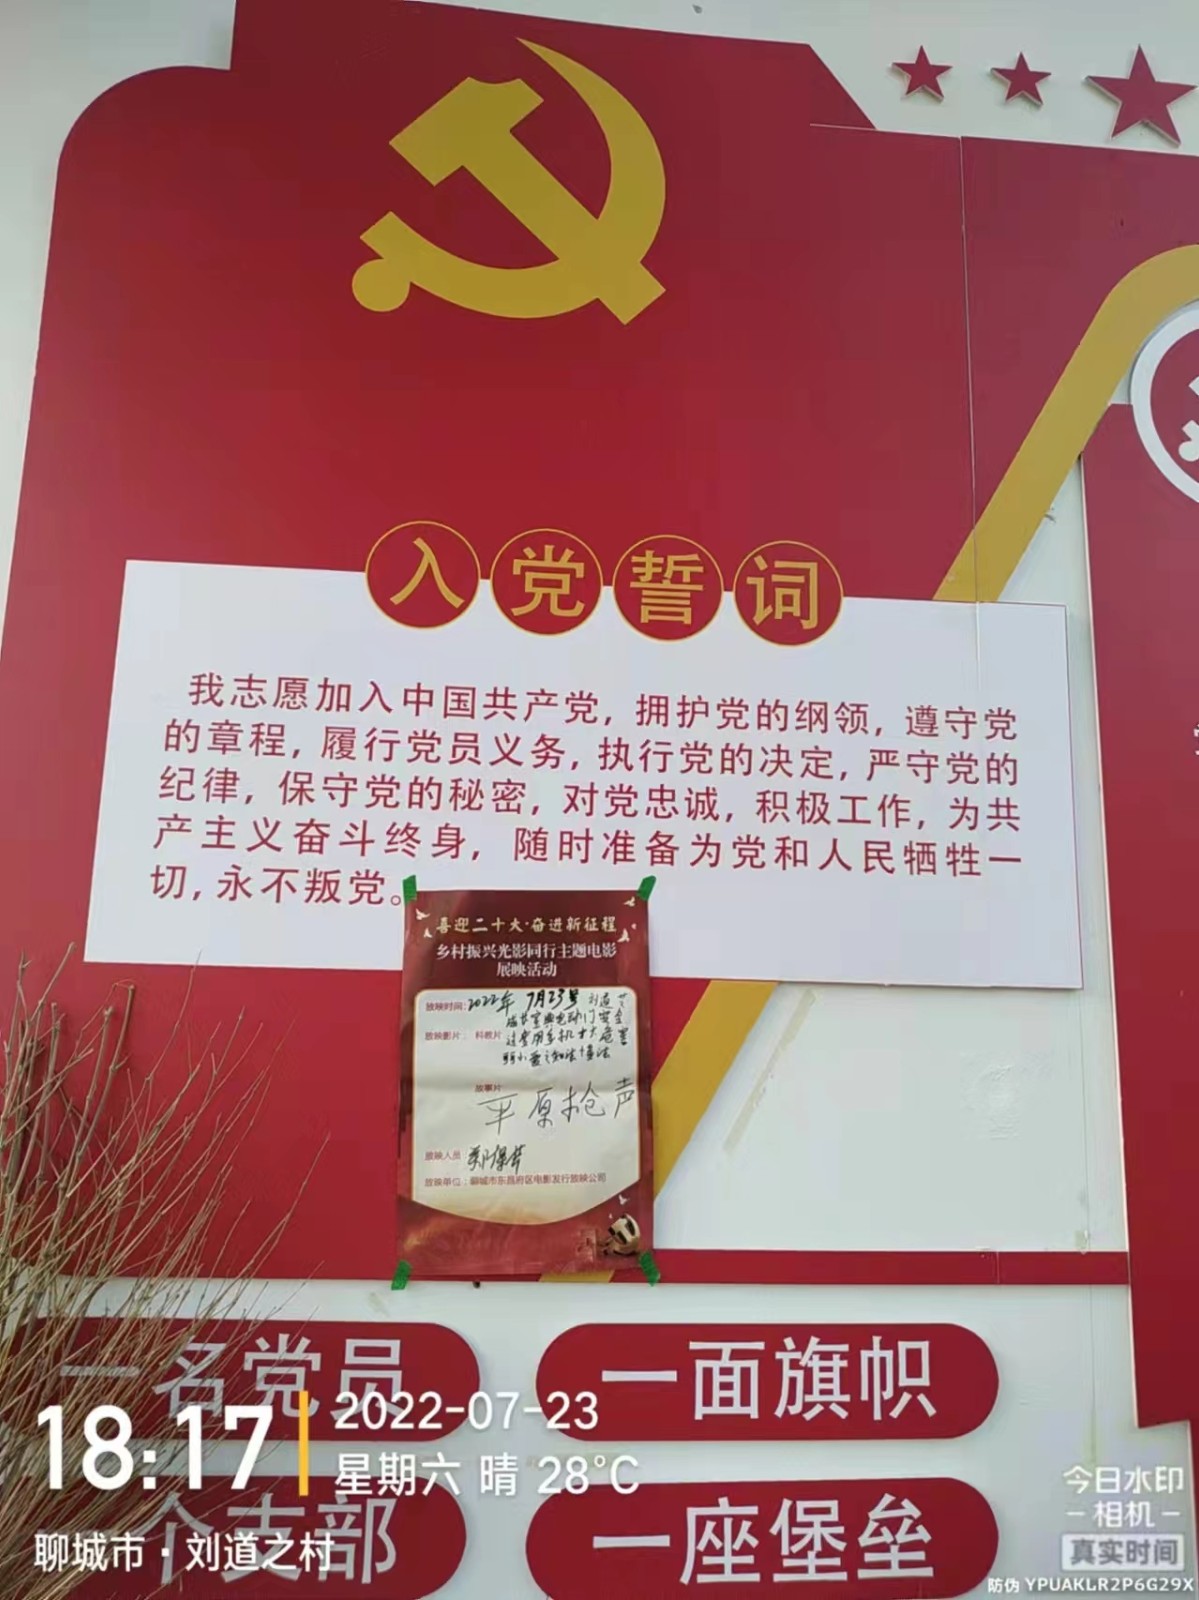 入党誓词
我志愿加入中国共产党, 拥护党的纲领, 遵守党
的章程, 履行党员义务, 执行党的决定, 严守党的
纪律, 保守党的秘密, 对党忠诚, 积极工作, 为共
产主义奋斗终身, 随时准备为党和人民牺牲一
切, 永不叛党。
喜迎二十大·奋进新征程
乡村振兴光影同行主题电影
展映活动
放映时间:2022年 7月23号 刘道之
放映影片: 科教片
故事片
平原枪声
放映人员
放映单位:聊城市东昌府区电影发行放映公司
一名党员
一面旗帜
个支部
一座堡垒
18:17
2022-07-23
星期六 晴 28°C
聊城市·刘道之村
今日水印
-相机-
真实时间
防伪 YPUAKLR2P6G29X